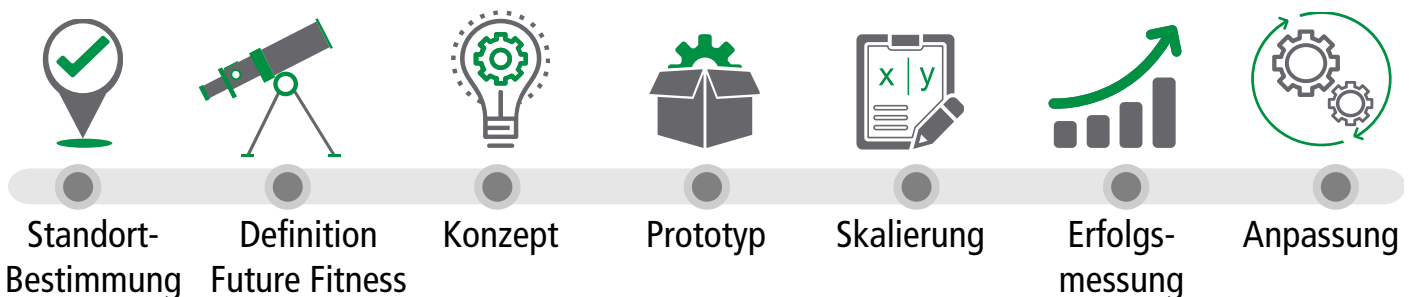 x | y
Standort-
Bestimmung
Definition
Future Fitness
Konzept
Prototyp
Skalierung
Erfolgs-
messung
Anpassung